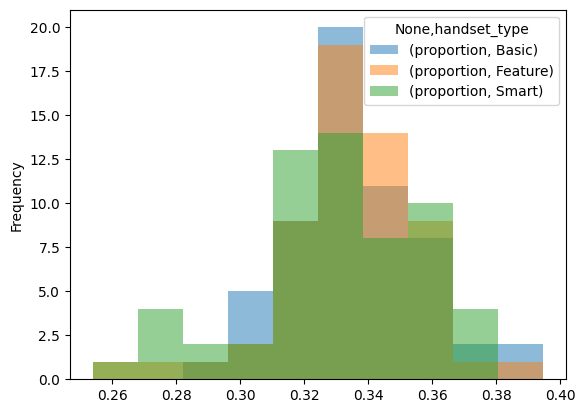 None,handset_type
(proportion, Basic)
(proportion, Feature)
(proportion, Smart)
Frequency
20.0
17.5
15.0
12.5
10.0
7.5
5.0
2.5
0.0
0.26 0.28 0.30 0.32 0.34 0.36 0.38 0.40